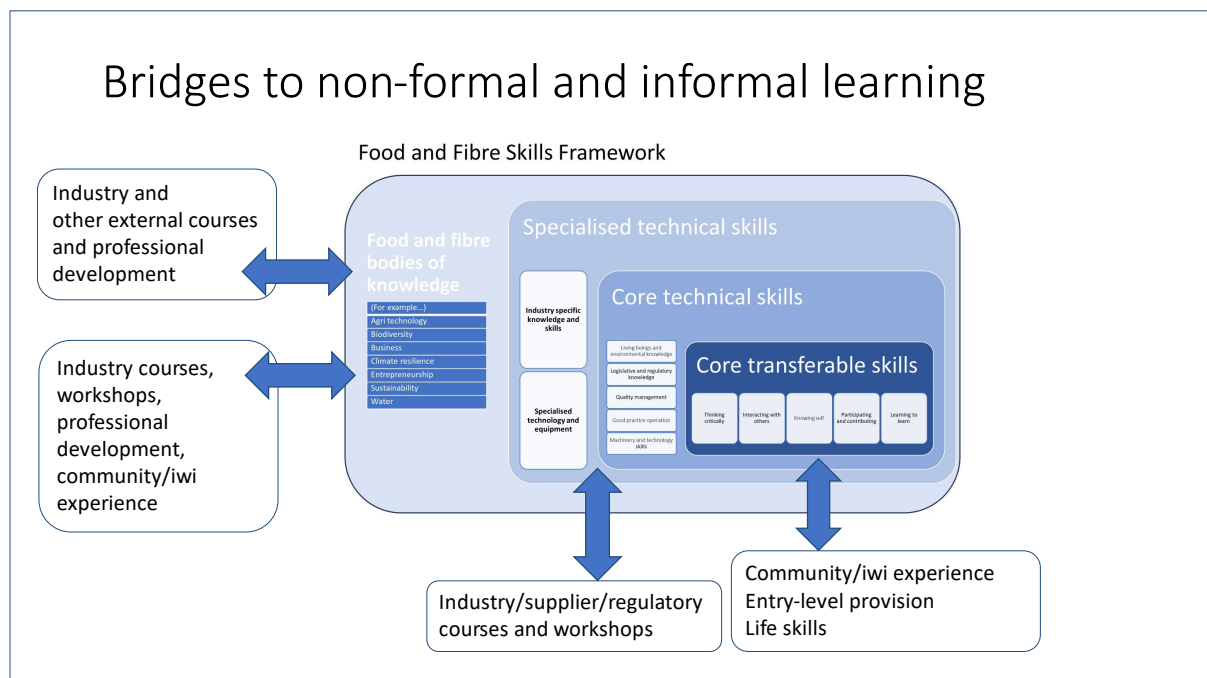 Bridges to non-formal and informal learning
Food and Fibre Skills Framework
Industry and
other external courses
and professional
development
Industry courses,
workshops,
professional
development,
community/iwi
experience
Food and fibre
bodies of
knowledge
(For example…)
Agri technology
Biodiversity
Business
Climate resilience
Entrepreneurship
Sustainability
Water
Specialised technical skills
Industry specific
knowledge and
skills
Specialised
technology and
equipment
Core technical skills
Living beings and
environmental knowledge
Legislative and regulatory
knowledge
Quality management
Good practice operation
Machinery and technology
skills
Core transferable skills
Thinking
critically
Interacting with
others
Knowing self
Participating
and contributing
Learning to
learn
Industry/supplier/regulatory
courses and workshops
Community/iwi experience
Entry-level provision
Life skills